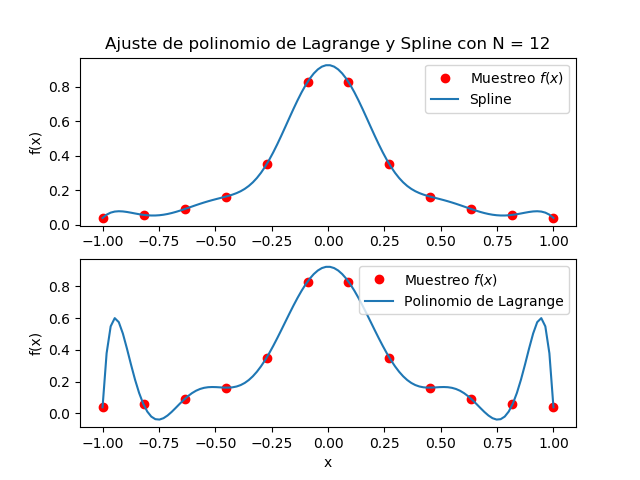 Ajuste de polinomio de Lagrange y Spline con N = 12
f(x)
0.8
0.6
0.4
0.2
0.0
Muestreo f(x)
Spline
−1.00 −0.75 −0.50 −0.25 0.00 0.25 0.50 0.75 1.00
f(x)
0.8
0.6
0.4
0.2
0.0
Muestreo f(x)
Polinomio de Lagrange
−1.00 −0.75 −0.50 −0.25 0.00 0.25 0.50 0.75 1.00
x